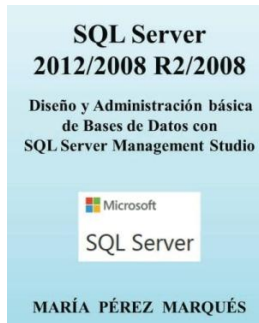 SQL Server
2012/2008 R2/2008
Diseño y Administración básica
de Bases de Datos con
SQL Server Management Studio
Microsoft
SQL Server
MARÍA PÉREZ MARQUÉS